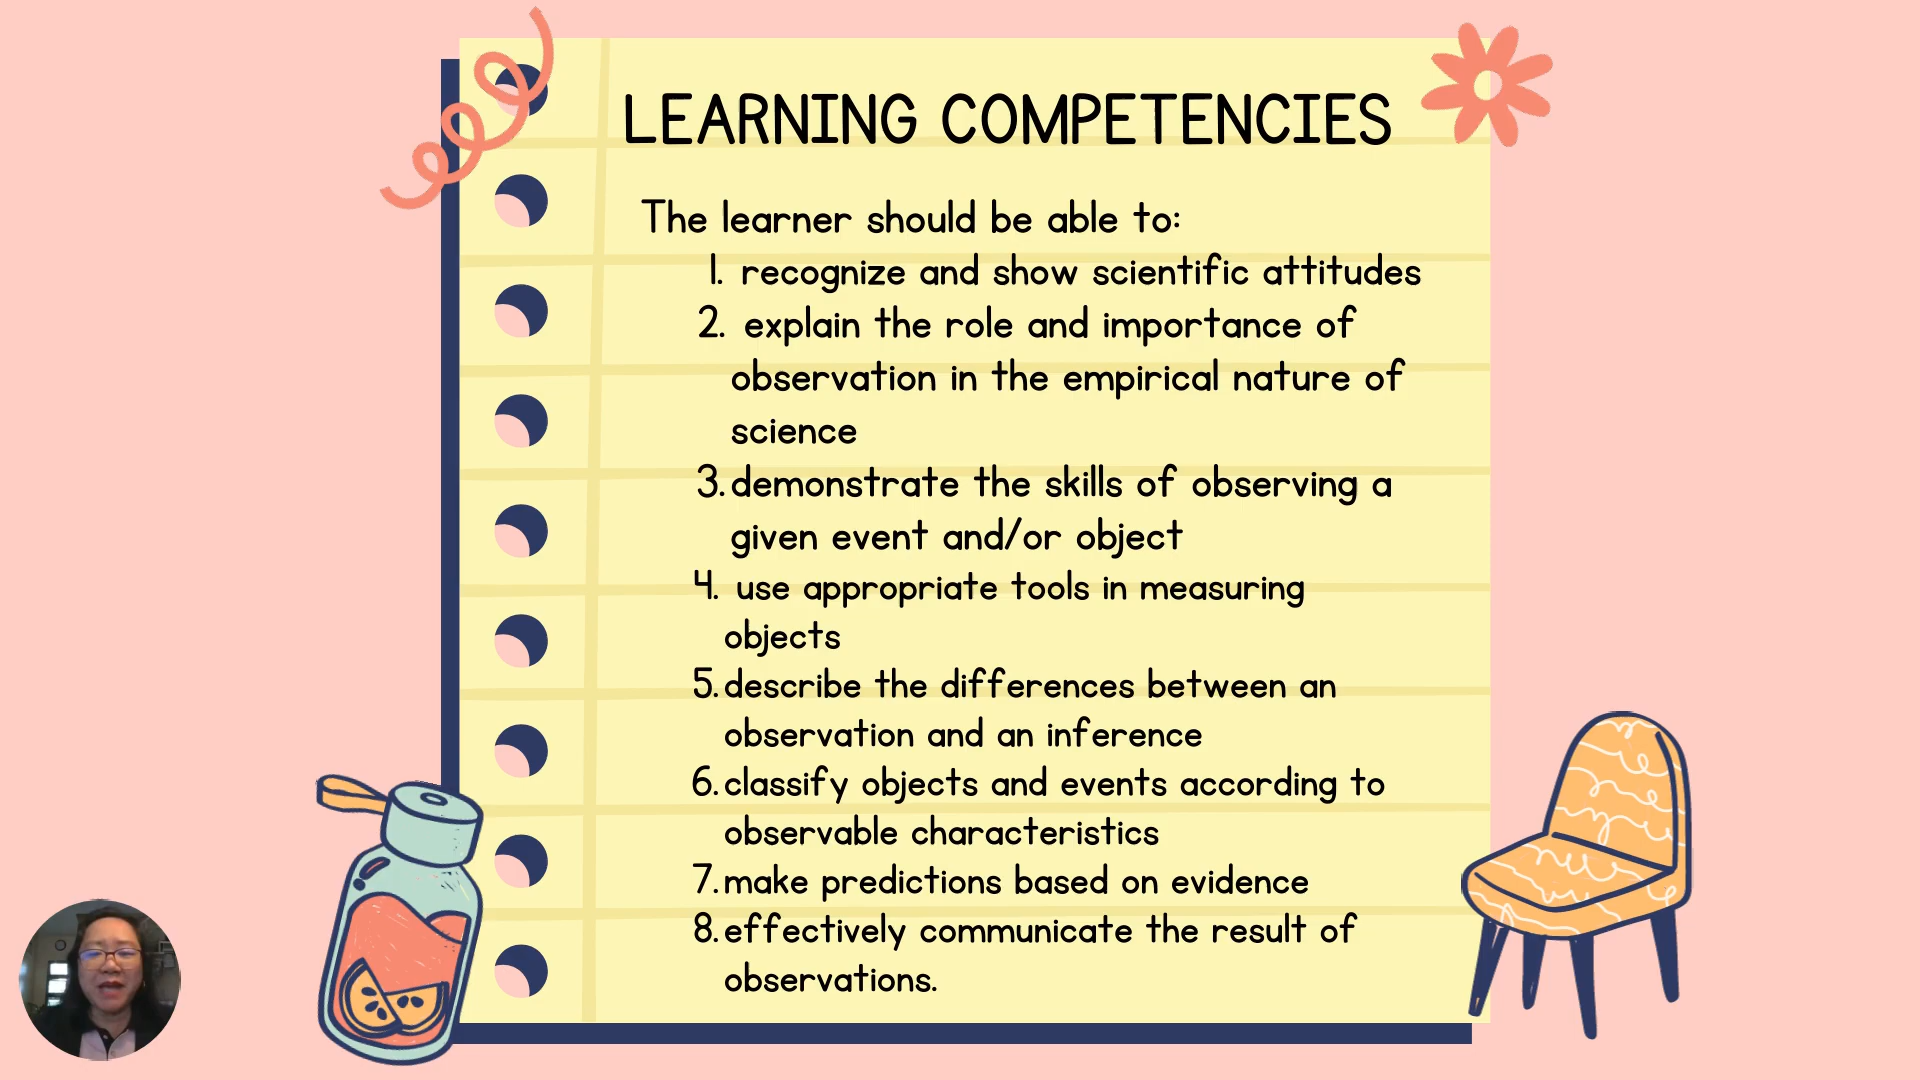 LEARNING COMPETENCIES
The learner should be able to:
1. recognize and show scientific attitudes
2. explain the role and importance of
observation in the empirical nature of
science
3. demonstrate the skills of observing a
given event and/or object
4. use appropriate tools in measuring
objects
5. describe the differences between an
observation and an inference
6. classify objects and events according to
observable characteristics
7. make predictions based on evidence
8. effectively communicate the result of
observations.